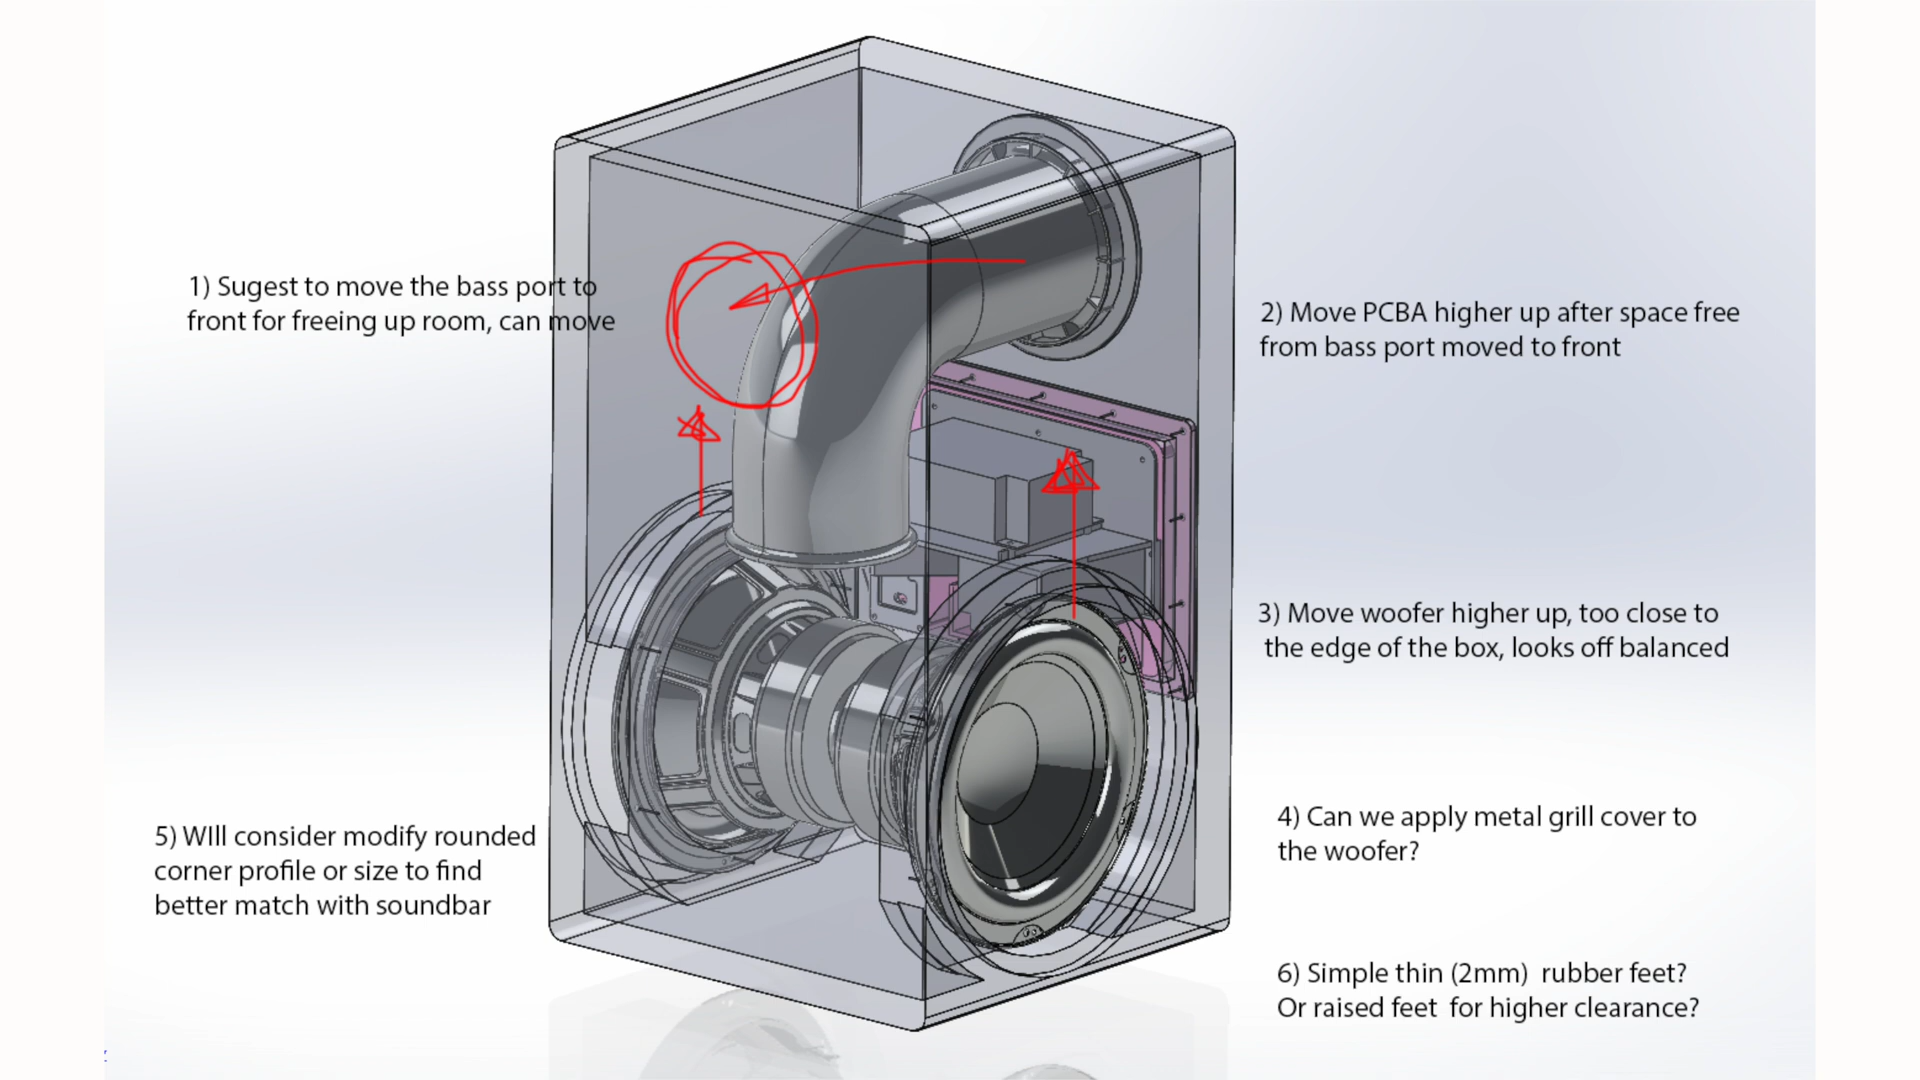 1) Sugest to move the bass port to
front for freeing up room, can move
2) Move PCBA higher up after space free
from bass port moved to front
3) Move woofer higher up, too close to
the edge of the box, looks off balanced
4) Can we apply metal grill cover to
the woofer?
5) WIll consider modify rounded
corner profile or size to find
better match with soundbar
6) Simple thin (2mm) rubber feet?
Or raised feet for higher clearance?